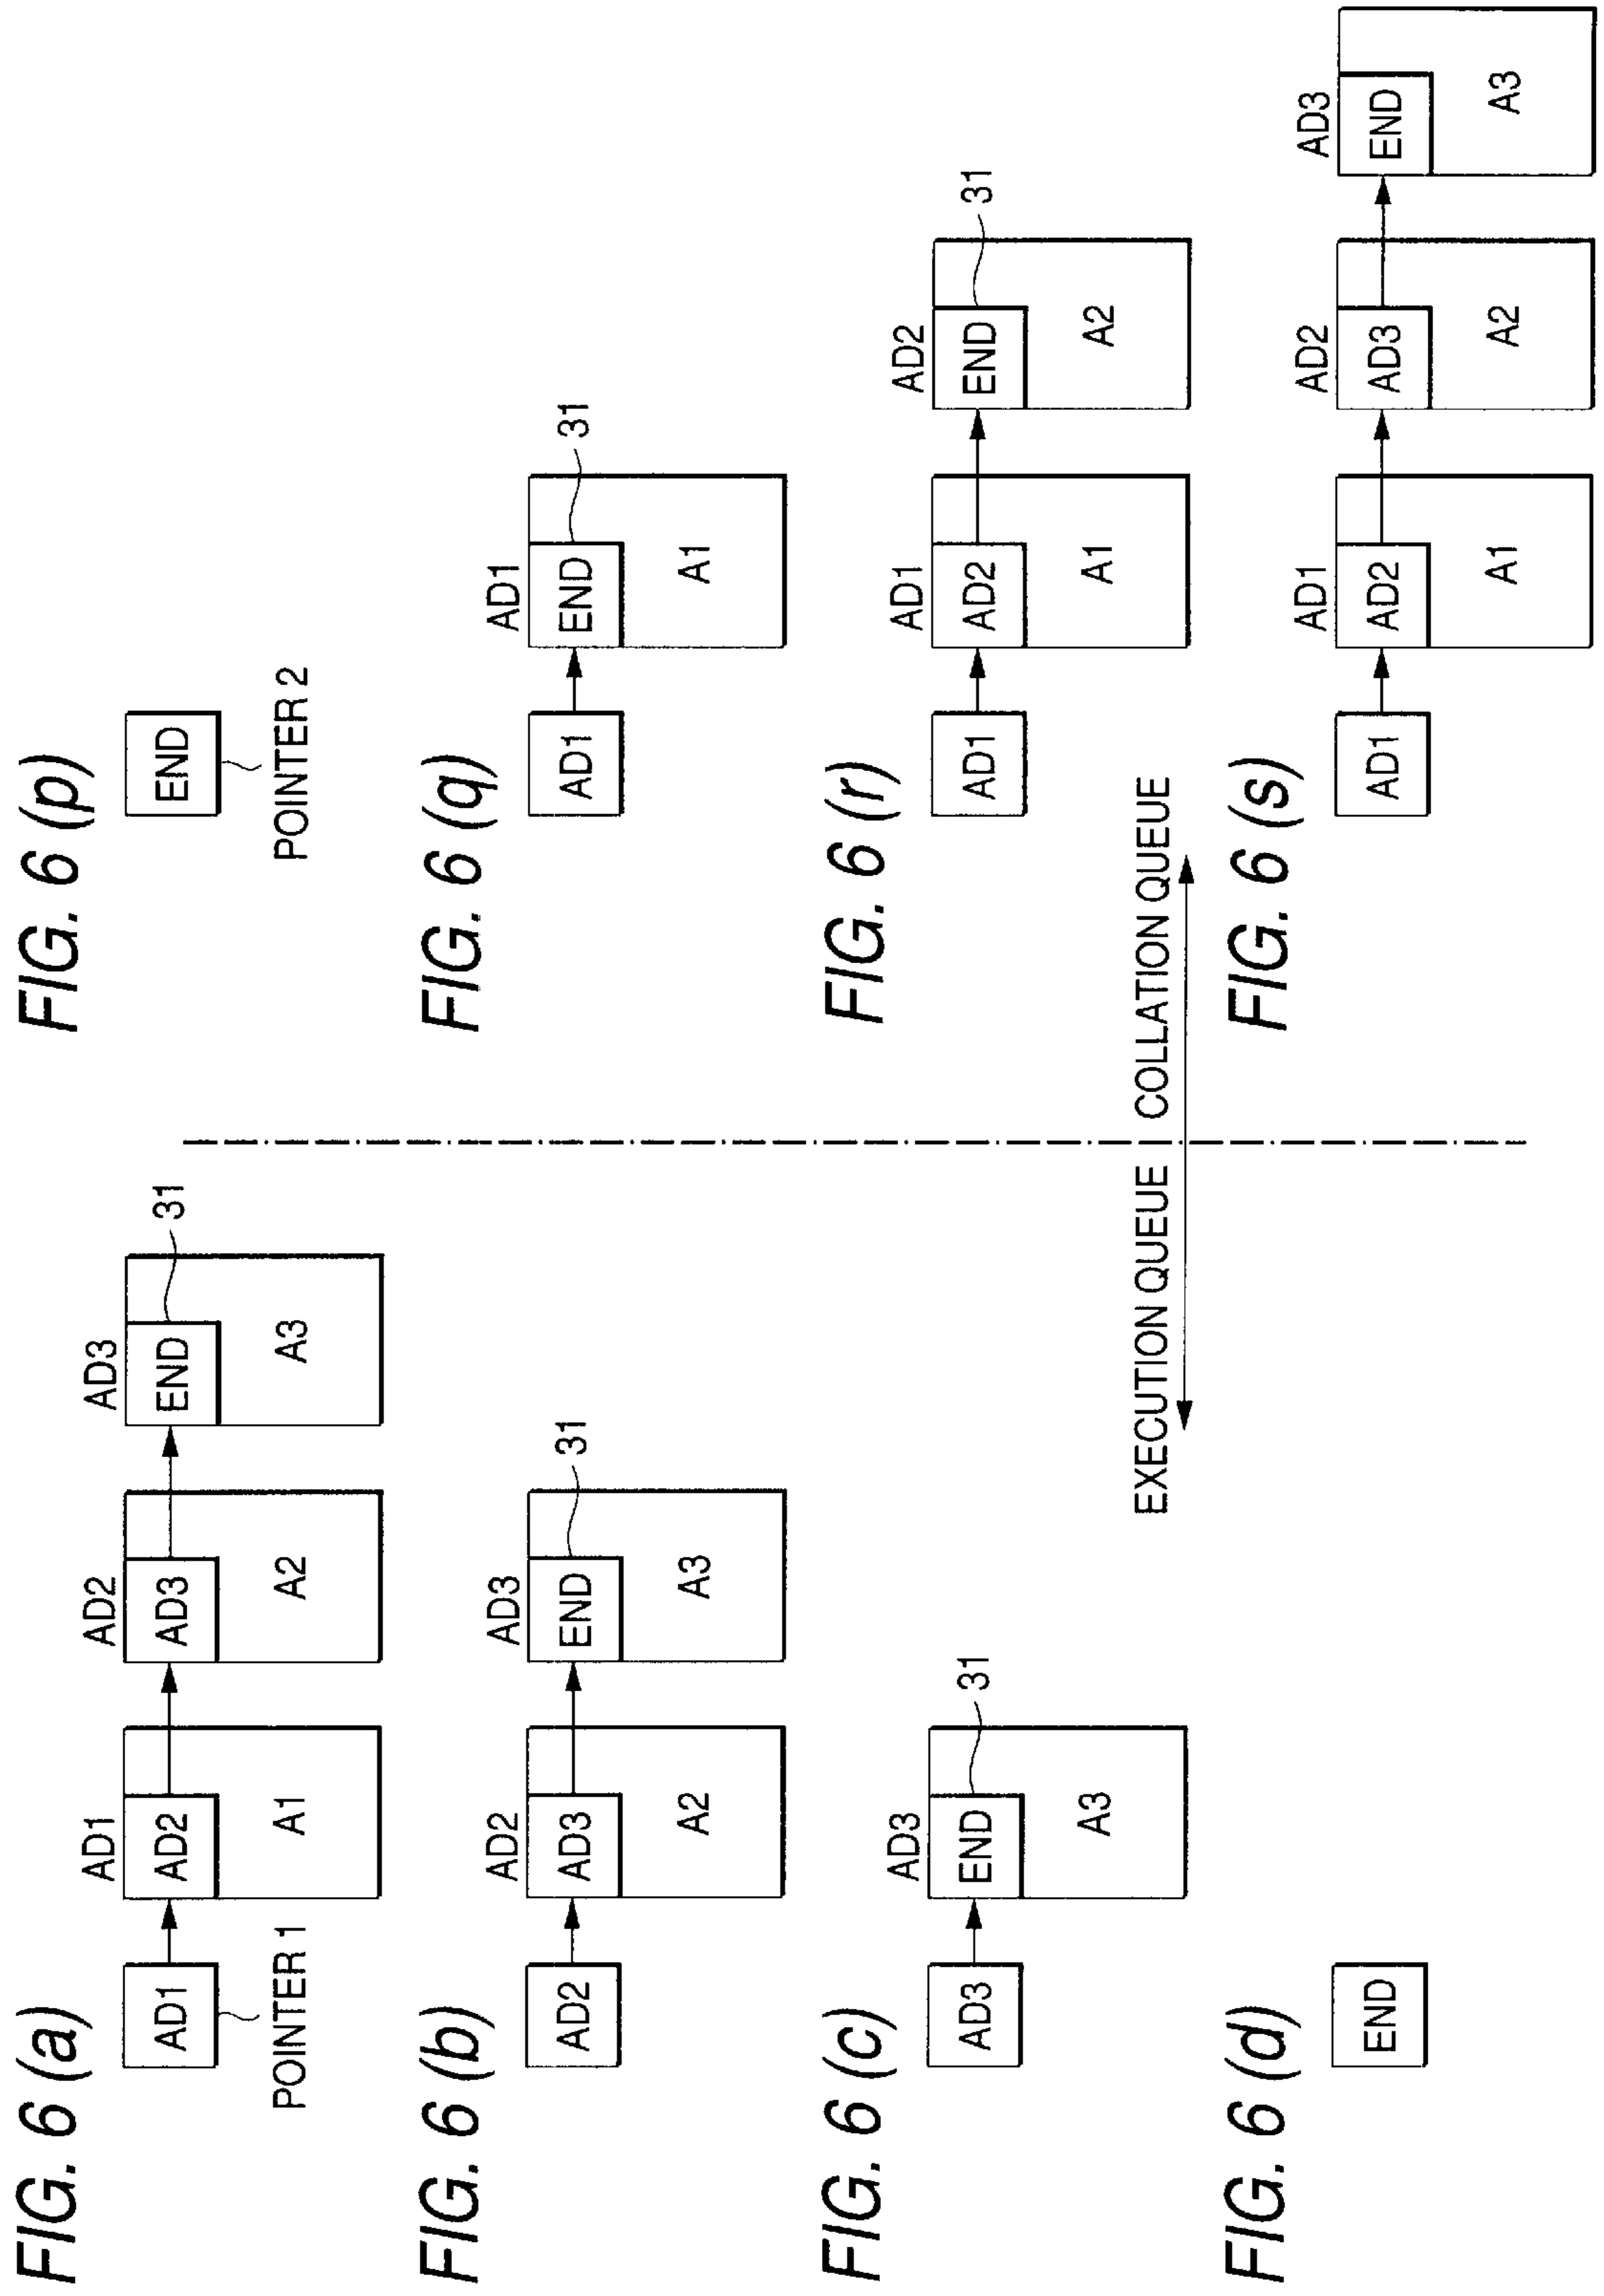 FIG. 6 (a)
AD1
POINTER 1
AD1
AD2
A1
AD2
AD3
A2
AD3
END
A3
31
FIG. 6 (p)
END
POINTER 2
FIG. 6 (b)
AD2
AD2
AD3
A2
AD3
END
A3
31
FIG. 6 (q)
AD1
AD1
END
A1
31
FIG. 6 (c)
AD3
AD3
END
A3
31
FIG. 6 (r)
AD1
AD1
AD2
A1
AD2
END
A2
31
EXECUTION QUEUE
COLLATION QUEUE
FIG. 6 (d)
END
FIG. 6 (s)
AD1
AD1
AD2
A1
AD2
AD3
A2
AD3
END
A3